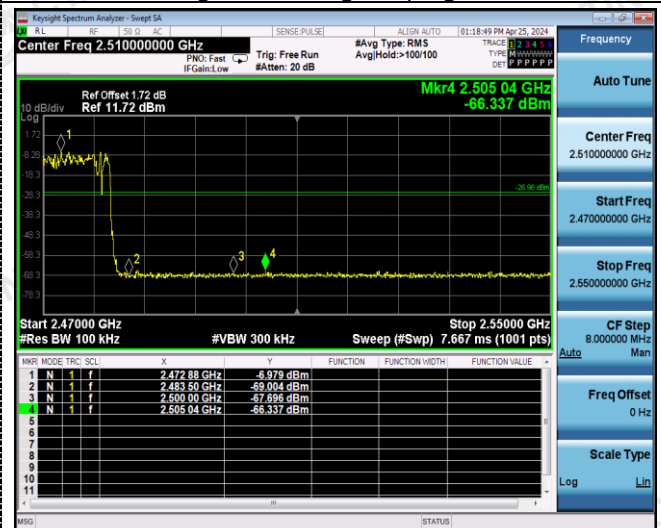 Keysight Spectrum Analyzer - Swept SA
RL RF 50 Ω AC SENSE:PULSE ALIGN AUTO 01:18:49 PM Apr 25, 2024
Center Freq 2.510000000 GHz
PNO: Fast
IFGain:Low
Trig: Free Run
#Atten: 20 dB
#Avg Type: RMS
Avg|Hold:>100/100
TRACE 1 2 3 4 5 6
TYPE M WWWWW
DET P P P P P P
Ref Offset 1.72 dB
10 dB/div Ref 11.72 dBm
Log
Mkr4 2.505 04 GHz
-66.337 dBm
1.72
-8.28
-18.3
-28.3
-38.3
-48.3
-58.3
-68.3
-78.3
-26.98 dBm
1
2
3
4
Start 2.47000 GHz Stop 2.55000 GHz
#Res BW 100 kHz #VBW 300 kHz Sweep (#Swp) 7.667 ms (1001 pts)
MKR MODE TRC SCL X Y FUNCTION FUNCTION WIDTH FUNCTION VALUE
1 N 1 f 2.472 88 GHz -6.979 dBm
2 N 1 f 2.483 50 GHz -69.004 dBm
3 N 1 f 2.500 00 GHz -67.696 dBm
4 N 1 f 2.505 04 GHz -66.337 dBm
5
6
7
8
9
10
11
MSG STATUS
Frequency
Auto Tune
Center Freq
2.510000000 GHz
Start Freq
2.470000000 GHz
Stop Freq
2.550000000 GHz
CF Step
8.000000 MHz
Auto Man
Freq Offset
0 Hz
Scale Type
Log Lin